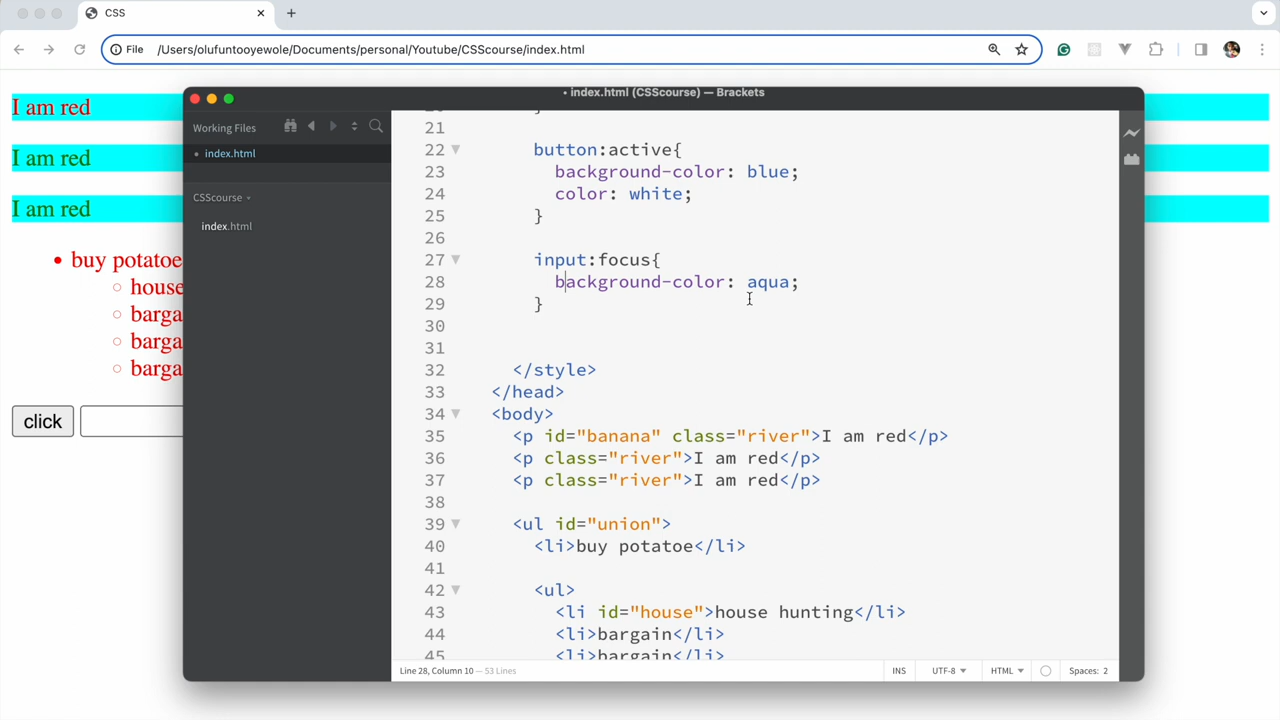 CSS
File /Users/olufuntooyewole/Documents/personal/Youtube/CSScourse/index.html
I am red
I am red
I am red
buy potatoe
house
barga
barga
barga
click
• index.html (CSScourse) — Brackets
Working Files
• index.html
CSScourse
index.html
21
22 button:active{
23 background-color: blue;
24 color: white;
25 }
26
27 input:focus{
28 background-color: aqua;
29 }
30
31
32 </style>
33 </head>
34 <body>
35 <p id="banana" class="river">I am red</p>
36 <p class="river">I am red</p>
37 <p class="river">I am red</p>
38
39 <ul id="union">
40 <li>buy potatoe</li>
41
42 <ul>
43 <li id="house">house hunting</li>
44 <li>bargain</li>
45 <li>bargain</li>
Line 28, Column 10 — 53 Lines
INS UTF-8 HTML Spaces: 2